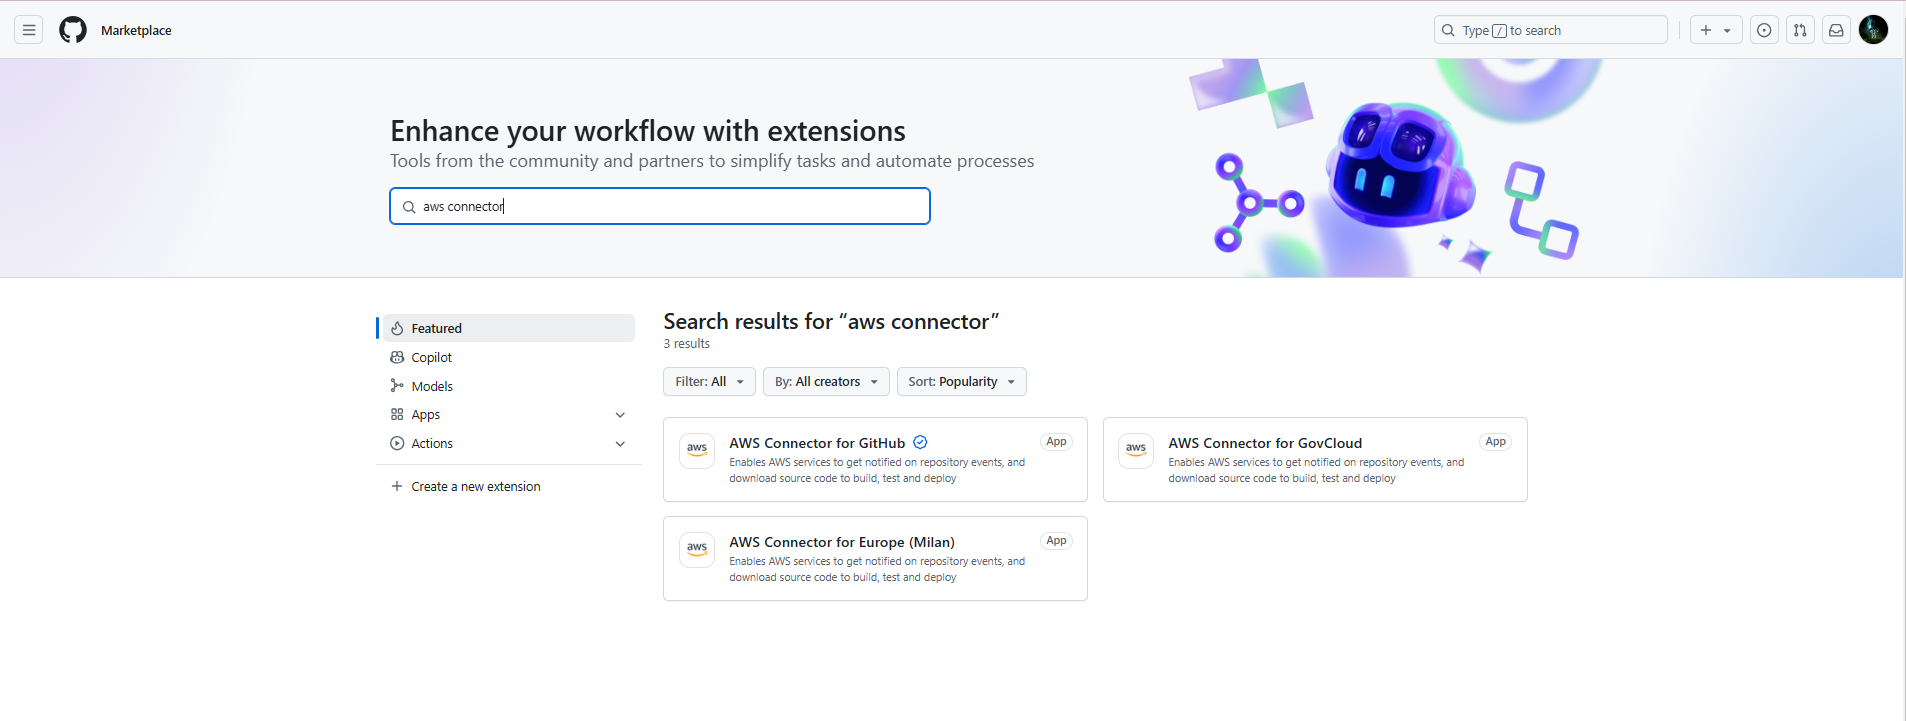 Marketplace
Type / to search
Enhance your workflow with extensions
Tools from the community and partners to simplify tasks and automate processes
aws connector
Featured
Copilot
Models
Apps
Actions
Create a new extension
Search results for “aws connector”
3 results
Filter: All
By: All creators
Sort: Popularity
aws
AWS Connector for GitHub
App
Enables AWS services to get notified on repository events, and
download source code to build, test and deploy
aws
AWS Connector for GovCloud
App
Enables AWS services to get notified on repository events, and
download source code to build, test and deploy
aws
AWS Connector for Europe (Milan)
App
Enables AWS services to get notified on repository events, and
download source code to build, test and deploy